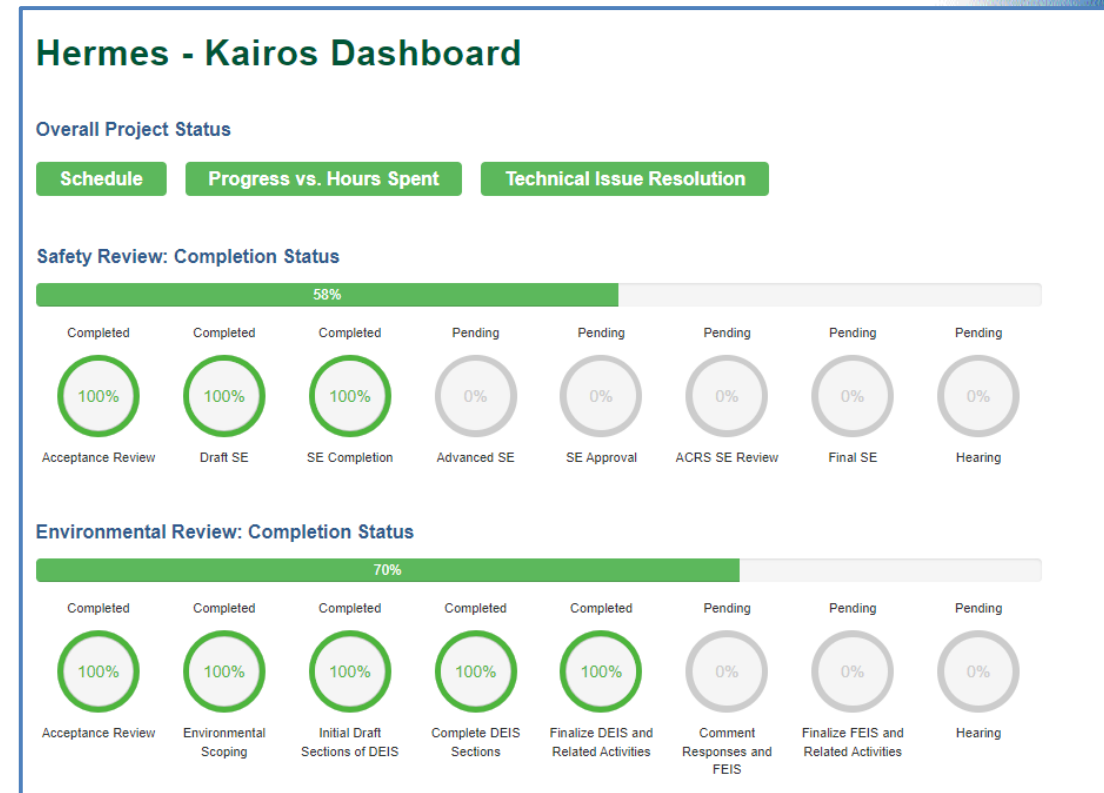 Hermes - Kairos Dashboard
Overall Project Status
Schedule Progress vs. Hours Spent Technical Issue Resolution
Safety Review: Completion Status
58%
Completed Completed Completed Pending Pending Pending Pending Pending
100% 100% 100% 0% 0% 0% 0% 0%
Acceptance Review Draft SE SE Completion Advanced SE SE Approval ACRS SE Review Final SE Hearing
Environmental Review: Completion Status
70%
Completed Completed Completed Completed Completed Pending Pending Pending
100% 100% 100% 100% 100% 0% 0% 0%
Acceptance Review Environmental Initial Draft Complete DEIS Finalize DEIS and Comment Finalize FEIS and Hearing
Scoping Sections of DEIS Sections Related Activities Responses and Related Activities
FEIS